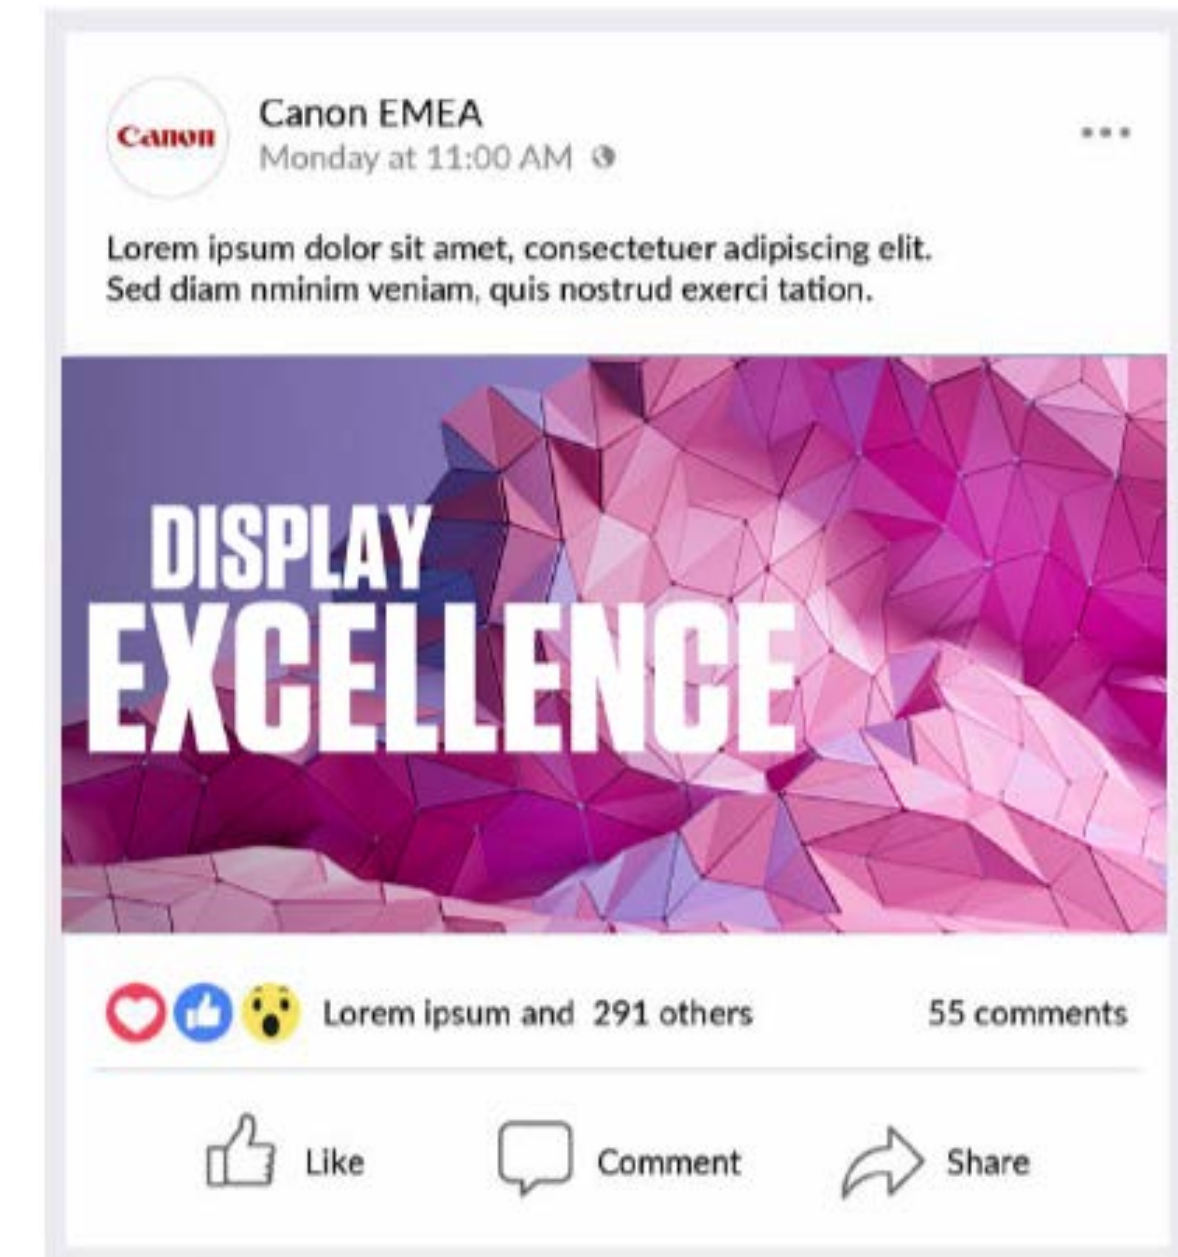 Canon
Canon EMEA
Monday at 11:00 AM
Lorem ipsum dolor sit amet, consectetuer adipiscing elit.
Sed diam nminim veniam, quis nostrud exerci tation.
DISPLAY
EXCELLENCE
Lorem ipsum and 291 others
55 comments
Like
Comment
Share